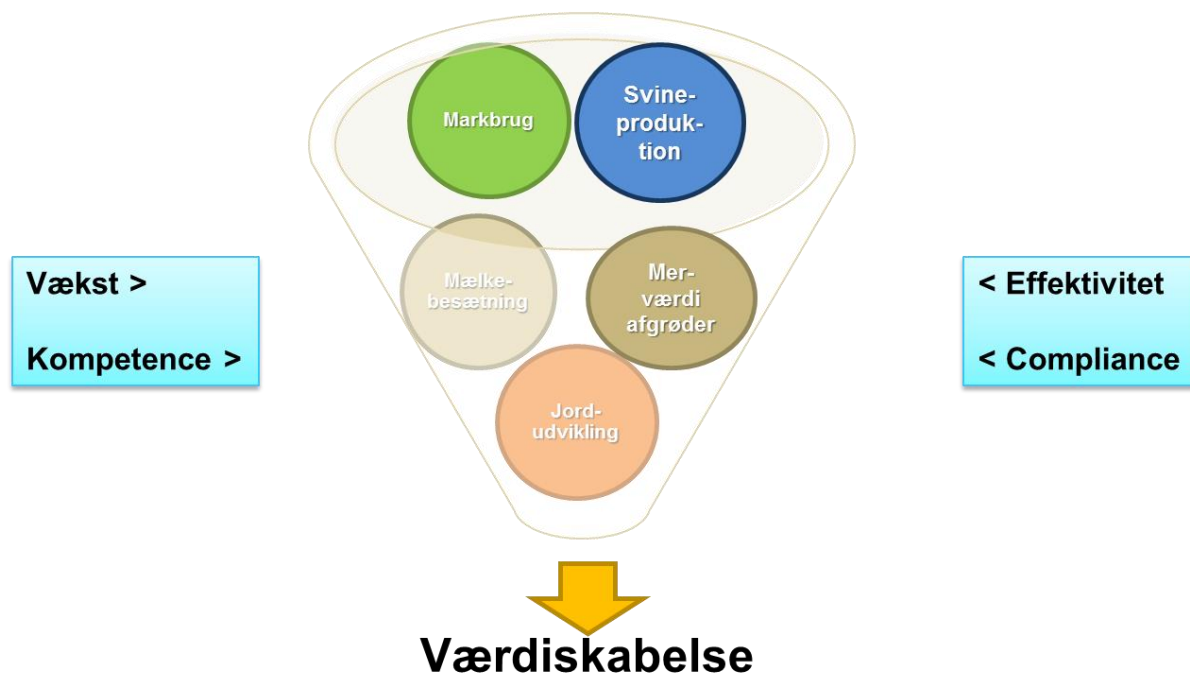 Markbrug
Svine-
produk-
tion
Mælke-
besætning
Mer-
værdi
afgrøder
Jord-
udvikling
Vækst >
Kompetence >
< Effektivitet
< Compliance
Værdiskabelse